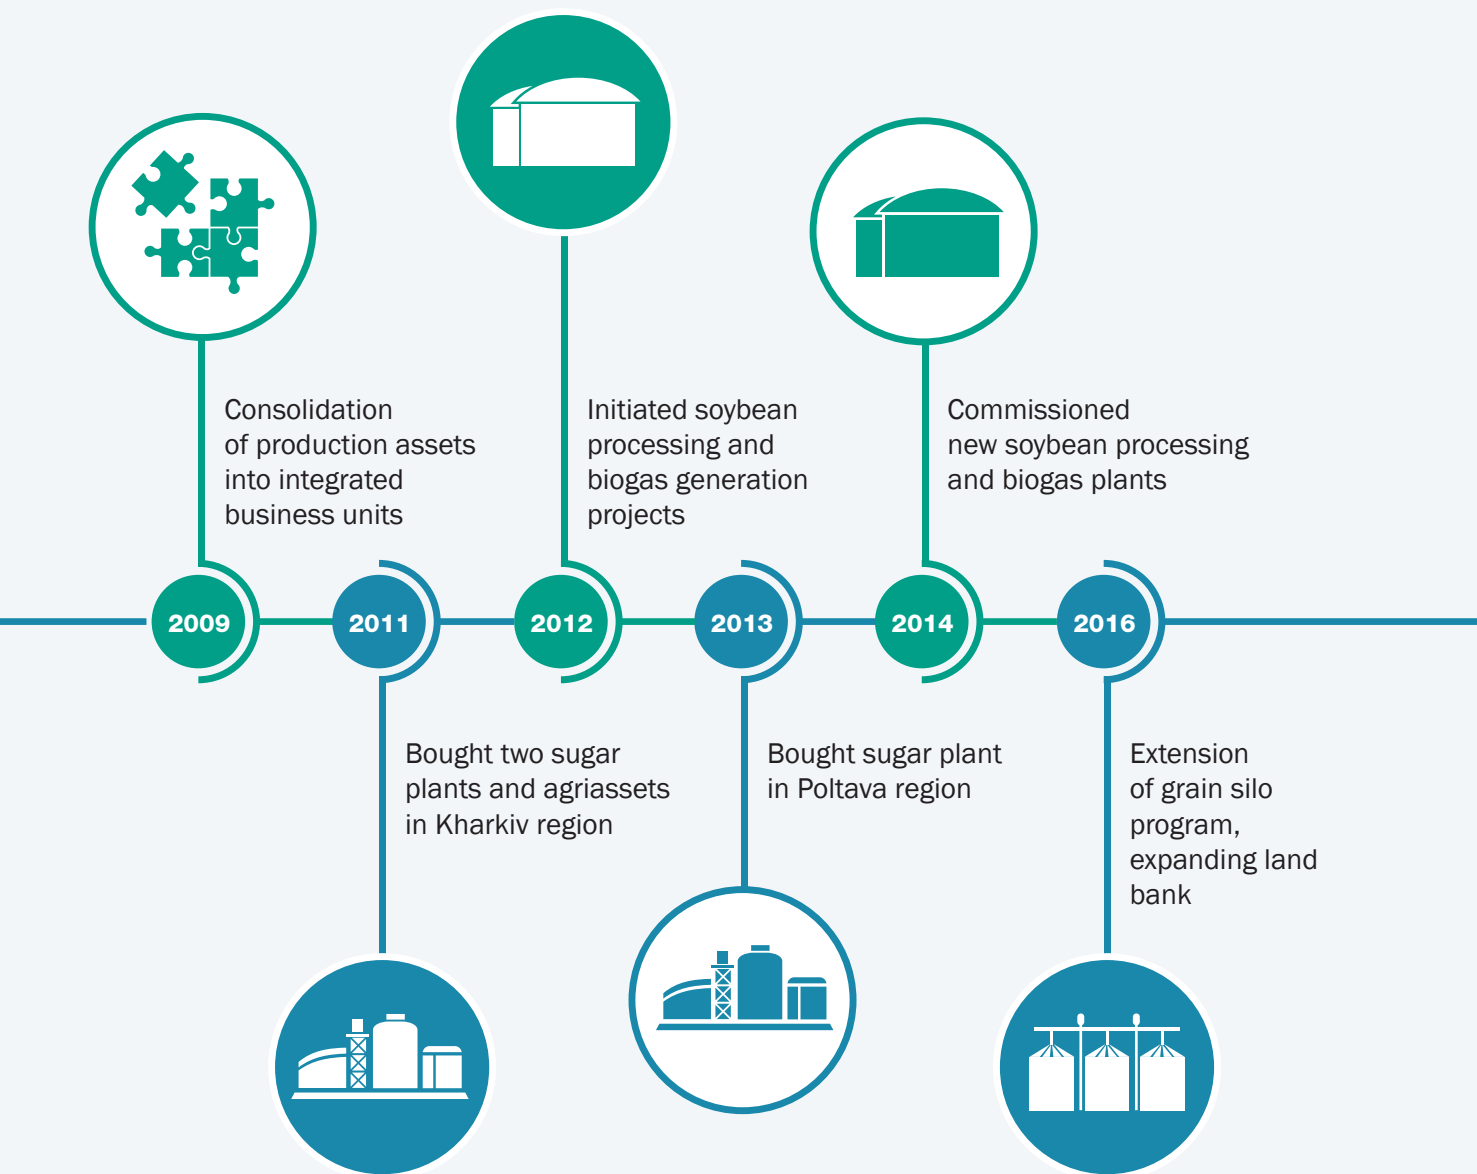 Consolidation
of production assets
into integrated
business units
Initiated soybean
processing and
biogas generation
projects
Commissioned
new soybean processing
and biogas plants
2009
2011
2012
2013
2014
2016
Bought two sugar
plants and agriassets
in Kharkiv region
Bought sugar plant
in Poltava region
Extension
of grain silo
program,
expanding land
bank